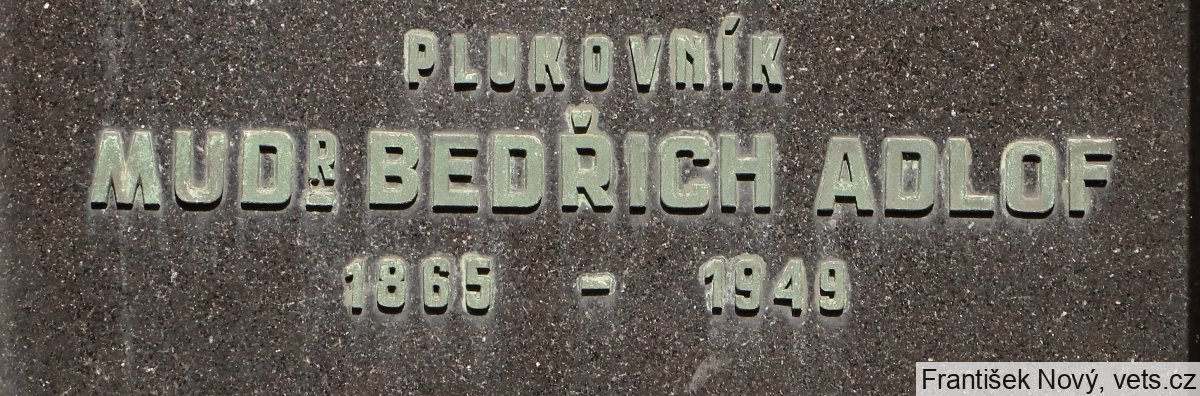 PLUKOVNÍK
MUDR BEDŘICH ADLOF
1865 - 1949
František Nový, vets.cz